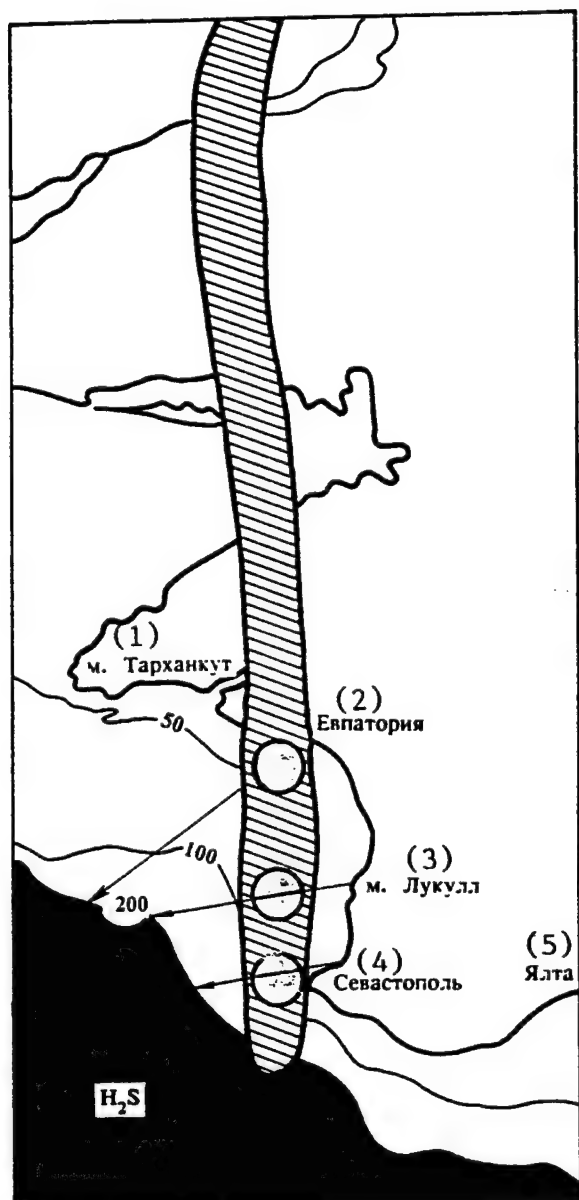 (1)
м. Тарханкут
(2)
Евпатория
50
(3)
м. Лукулл
100
200
(4)
Севастополь
(5)
Ялта
H₂S